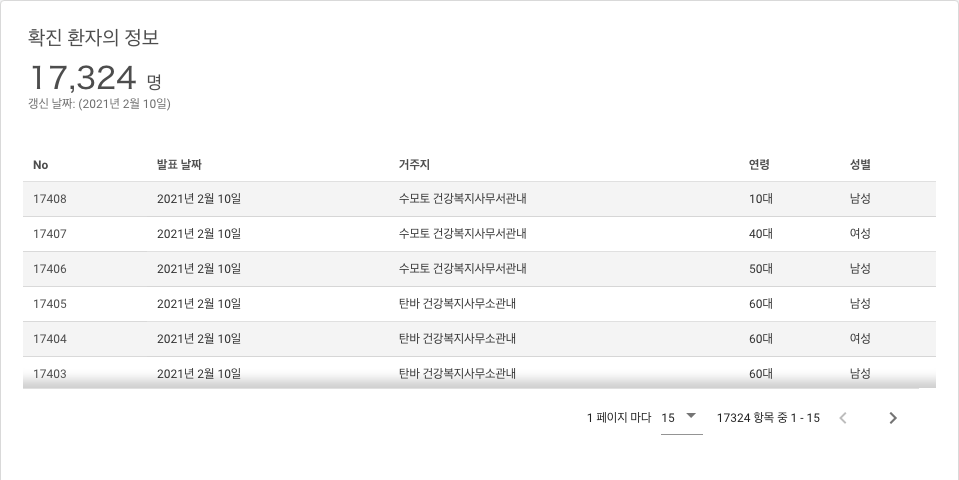 확진 환자의 정보
17,324 명
갱신 날짜: (2021년 2월 10일)
No 발표 날짜 거주지 연령 성별
17408 2021년 2월 10일 수모토 건강복지사무서관내 10대 남성
17407 2021년 2월 10일 수모토 건강복지사무서관내 40대 여성
17406 2021년 2월 10일 수모토 건강복지사무서관내 50대 남성
17405 2021년 2월 10일 탄바 건강복지사무소관내 60대 남성
17404 2021년 2월 10일 탄바 건강복지사무소관내 60대 여성
17403 2021년 2월 10일 탄바 건강복지사무소관내 60대 남성
1 페이지 마다 15 17324 항목 중 1 - 15